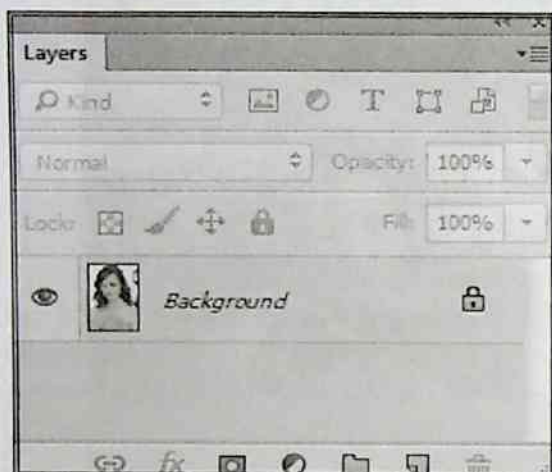 Layers
Kind
Normal Opacity: 100%
Lock: Fill: 100%
Background
fx